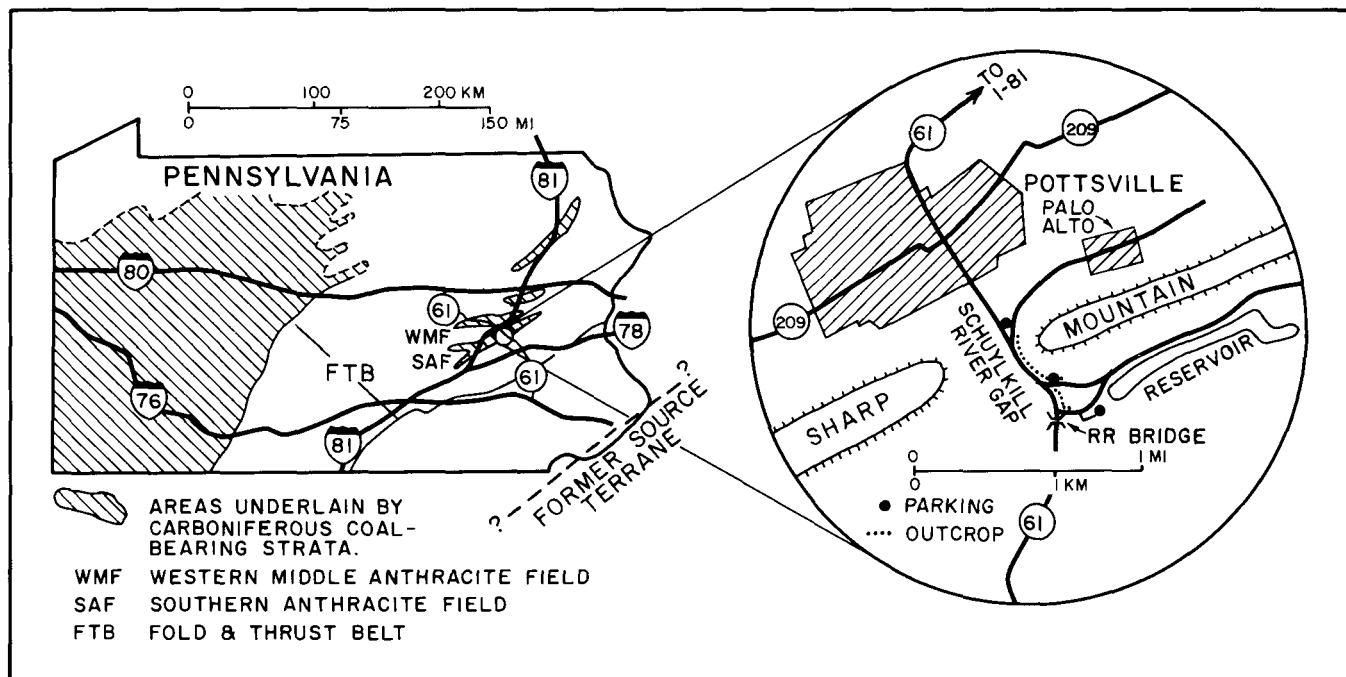 0 100 200 KM
0 75 150 MI
PENNSYLVANIA
81
80
61
WMF
SAF
78
FTB
61
76
81
?
FORMER SOURCE
TERRANE
?
AREAS UNDERLAIN BY
CARBONIFEROUS COAL-
BEARING STRATA.
WMF WESTERN MIDDLE ANTHRACITE FIELD
SAF SOUTHERN ANTHRACITE FIELD
FTB FOLD & THRUST BELT
TO
I-81
61
209
POTTSVILLE
PALO
ALTO
209
SCHUYLKILL
RIVER GAP
MOUNTAIN
RESERVOIR
SHARP
RR BRIDGE
0 1 MI
0 1 KM
PARKING
OUTCROP
61